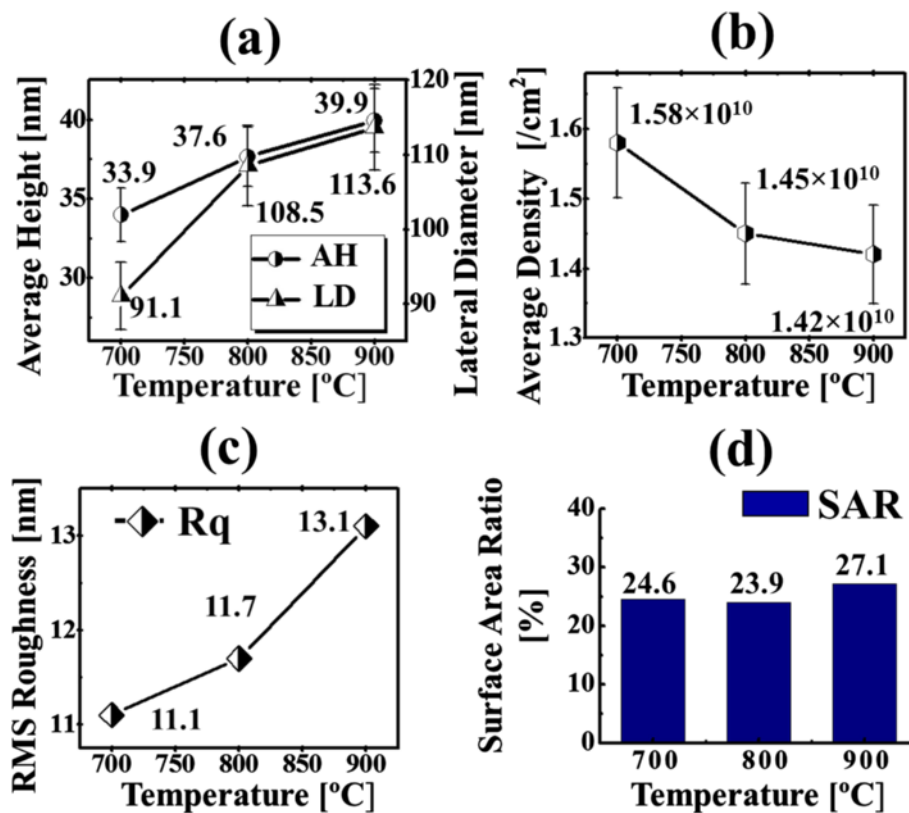 (a)
Average Height [nm]
40
35
30
33.9
37.6
39.9
91.1
108.5
113.6
AH
LD
120
110
100
90
Lateral Diameter [nm]
700 750 800 850 900
Temperature [ºC]
(b)
Average Density [/cm²]
1.6
1.5
1.4
1.3
1.58×10¹⁰
1.45×10¹⁰
1.42×10¹⁰
700 750 800 850 900
Temperature [ºC]
(c)
RMS Roughness [nm]
13
12
11
Rq
13.1
11.7
11.1
700 750 800 850 900
Temperature [ºC]
(d)
Surface Area Ratio
[%]
SAR
40
30
20
10
0
24.6
23.9
27.1
700 800 900
Temperature [ºC]